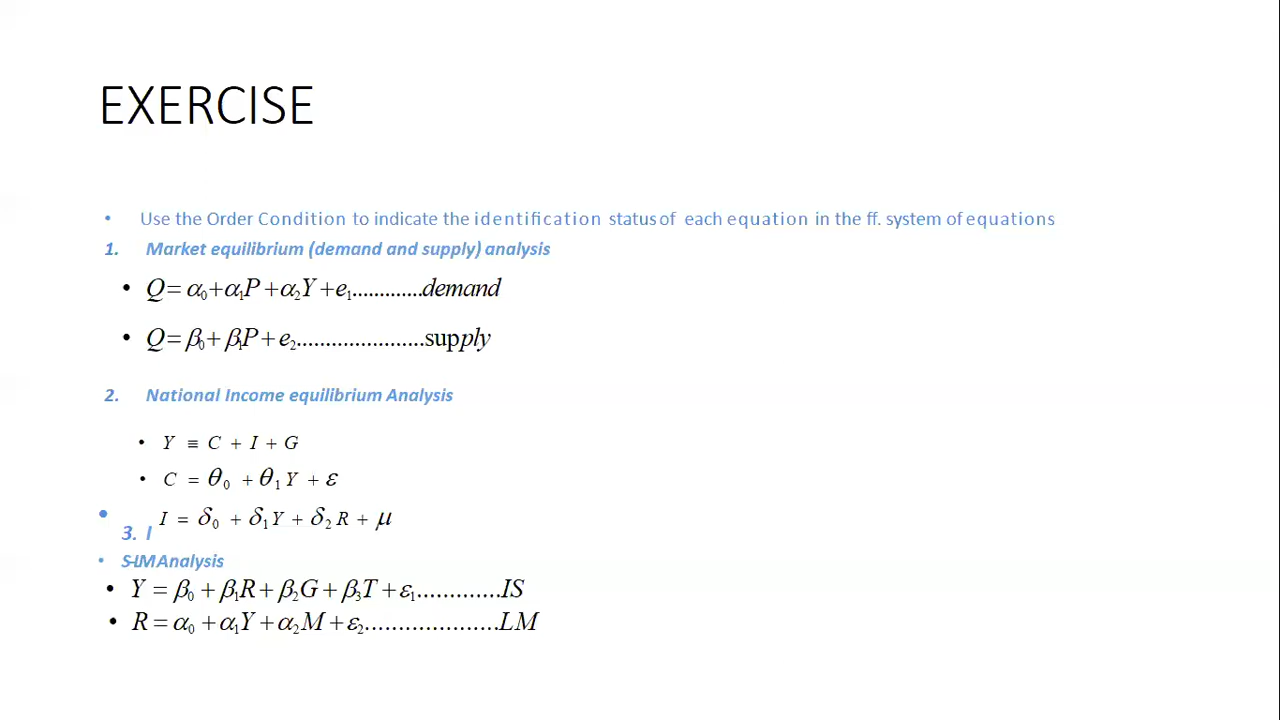 EXERCISE
• Use the Order Condition to indicate the identification status of each equation in the ff. system of equations
1. Market equilibrium (demand and supply) analysis
• Q = α₀+α₁P+α₂Y+e₁.............demand
• Q = β₀+β₁P+e₂......................supply
2. National Income equilibrium Analysis
• Y ≡ C + I + G
• C = θ₀ + θ₁ Y + ε
• I = δ₀ + δ₁Y + δ₂ R + μ
3. I
• S-LM Analysis
• Y = β₀+β₁R+β₂G+β₃T+ε₁.............IS
• R = α₀+α₁Y+α₂M+ε₂....................LM